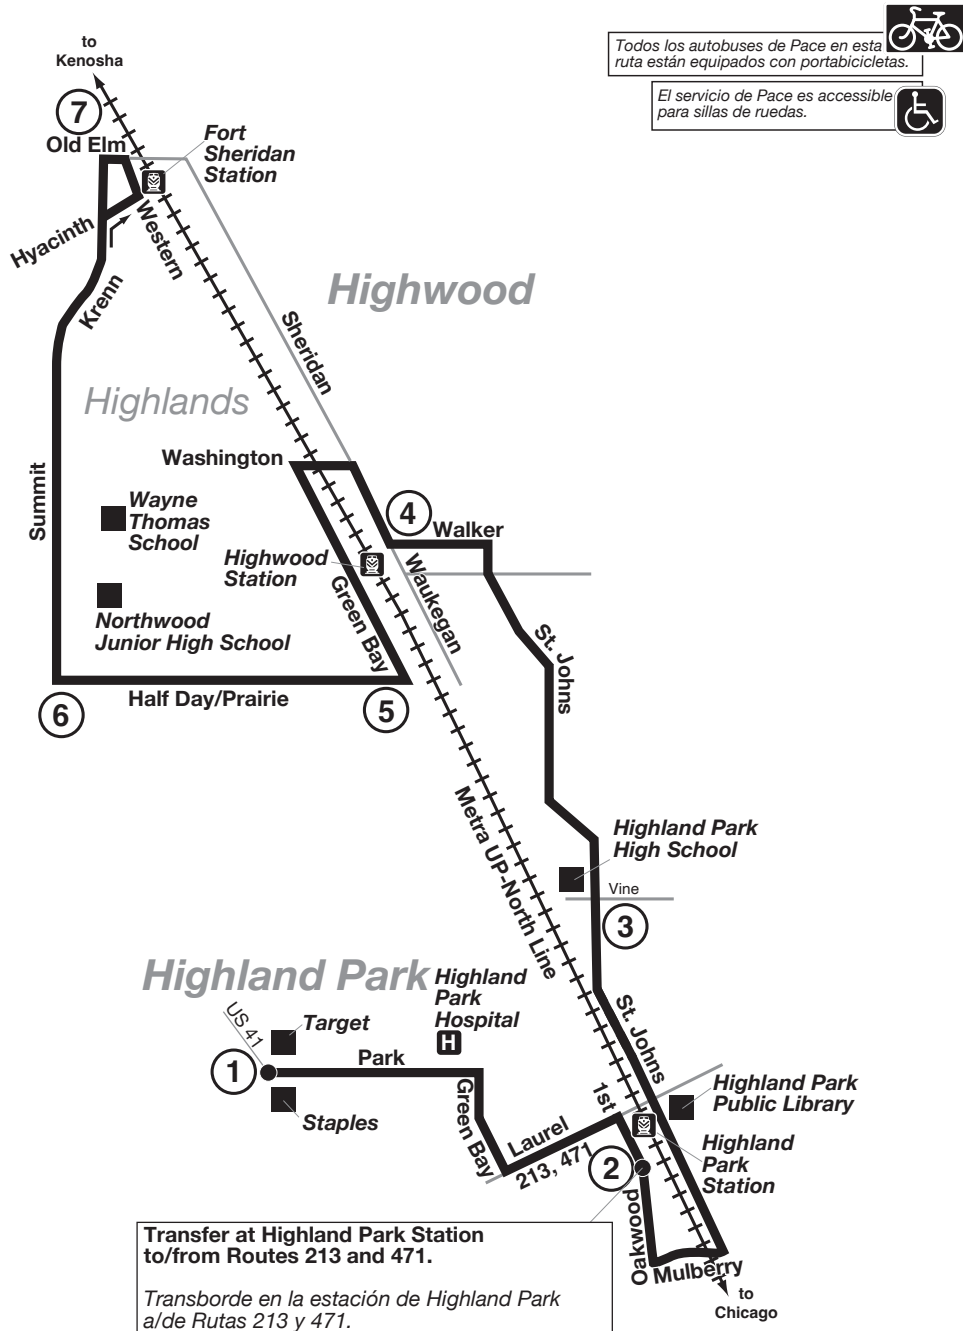 to
Kenosha
Todos los autobuses de Pace en esta
ruta están equipados con portabicicletas.
El servicio de Pace es accessible
para sillas de ruedas.
7
Old Elm
Fort
Sheridan
Station
Western
Hyacinth
Krenn
Highwood
Sheridan
Highlands
Washington
Summit
Wayne
Thomas
School
4
Walker
Highwood
Station
Waukegan
Green Bay
Northwood
Junior High School
St. Johns
Half Day/Prairie
6
5
Metra UP-North Line
Highland Park
High School
Vine
3
Highland Park
Highland
Park
Hospital
H
US 41
Target
1
Park
St. Johns
Staples
Green Bay
Laurel
213, 471
1st
Highland Park
Public Library
Highland
Park
Station
2
Oakwood
Mulberry
to
Chicago
Transfer at Highland Park Station
to/from Routes 213 and 471.
Transborde en la estación de Highland Park
a/de Rutas 213 y 471.